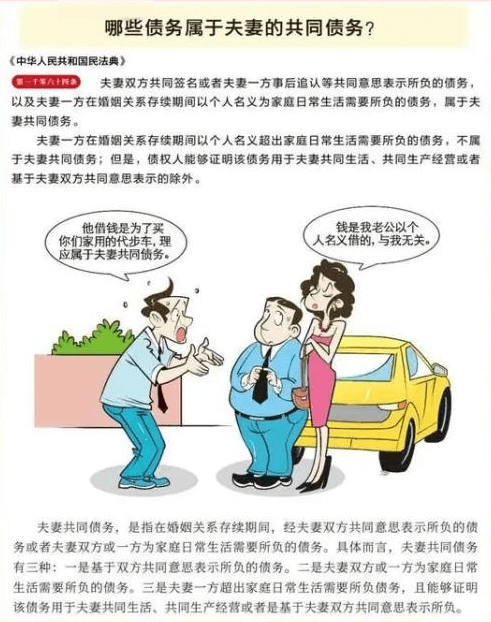 哪些债务属于夫妻的共同债务?
《中华人民共和国民法典》
第一千零六十四条 夫妻双方共同签名或者夫妻一方事后追认等共同意思表示所负的债务,
以及夫妻一方在婚姻关系存续期间以个人名义为家庭日常生活需要所负的债务，属于夫
妻共同债务。
夫妻一方在婚姻关系存续期间以个人名义超出家庭日常生活需要所负的债务，不属
于夫妻共同债务；但是，债权人能够证明该债务用于夫妻共同生活、共同生产经营或者
基于夫妻双方共同意思表示的除外。
他借钱是为了买
你们家用的代步车,理
应属于夫妻共同债务。
钱是我老公以个
人名义借的,与我无关。
夫妻共同债务，是指在婚姻关系存续期间，经夫妻双方共同意思表示所负的债
务或者夫妻双方或一方为家庭日常生活需要所负的债务。具体而言，夫妻共同债务
有三种：一是基于双方共同意思表示所负的债务。二是夫妻双方或一方为家庭日常
生活需要所负的债务。三是夫妻一方超出家庭日常生活需要所负债务，且能够证明
该债务用于夫妻共同生活、共同生产经营或者是基于夫妻双方共同意思表示所负。